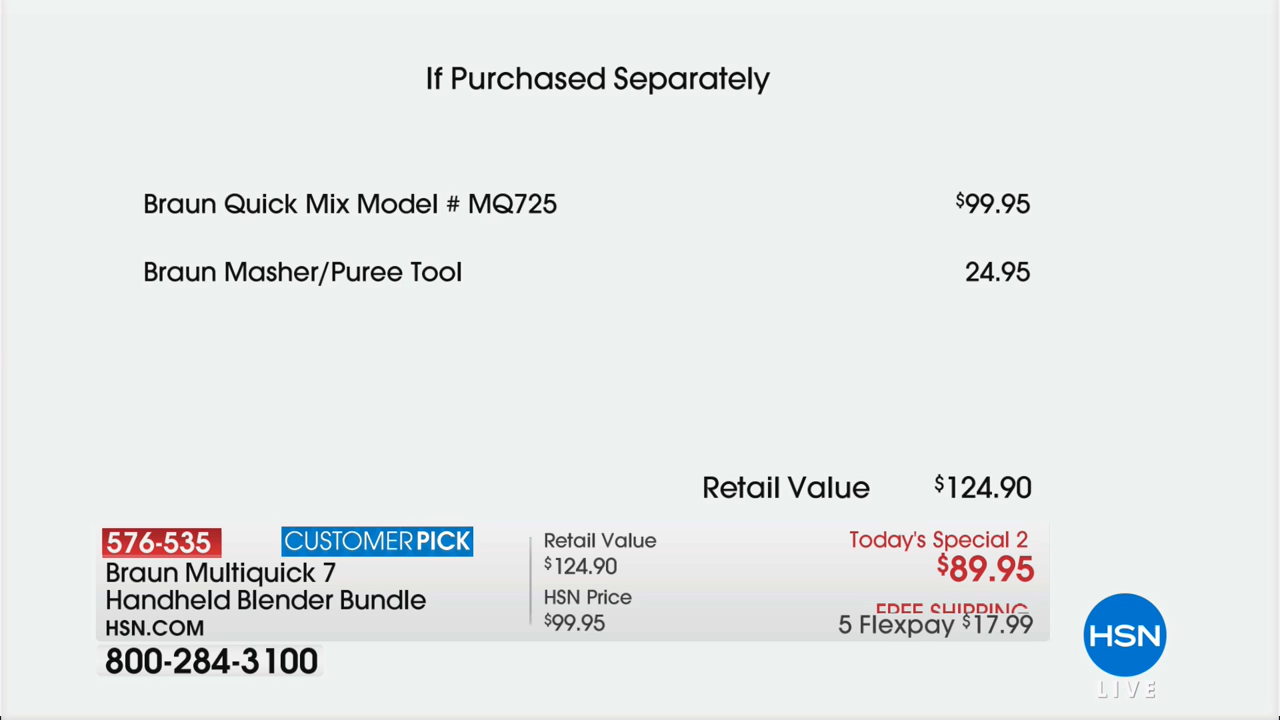 If Purchased Separately
Braun Quick Mix Model # MQ725 $99.95
Braun Masher/Puree Tool 24.95
Retail Value $124.90
576-535 CUSTOMERPICK
Braun Multiquick 7
Handheld Blender Bundle
HSN.COM
800-284-3100
Retail Value
$124.90
HSN Price
$99.95
Today's Special 2
$89.95
FREE SHIPPING
5 Flexpay $17.99
HSN
LIVE